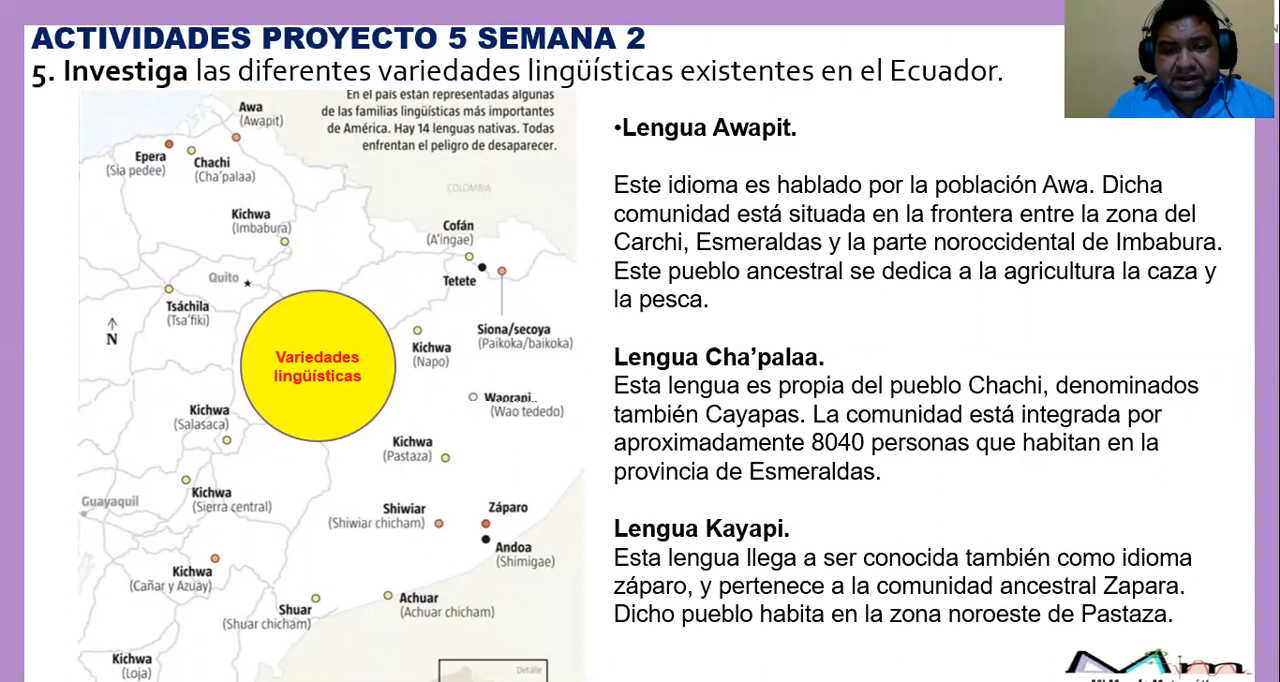 ACTIVIDADES PROYECTO 5 SEMANA 2
5. Investiga las diferentes variedades lingüísticas existentes en el Ecuador.
En el país están representadas algunas
de las familias lingüísticas más importantes
de América. Hay 14 lenguas nativas. Todas
enfrentan el peligro de desaparecer.
Awa
(Awapit)
Epera
(Sia pedee)
Chachi
(Cha'palaa)
COLOMBIA
Kichwa
(Imbabura)
Cofán
(A'ingae)
Quito
Tetete
Tsáchila
(Tsa'fiki)
N
Siona/secoya
(Paikoka/baikoka)
Kichwa
(Napo)
Variedades
lingüísticas
(Wao tededo)
Kichwa
(Salasaca)
Kichwa
(Pastaza)
Kichwa
(Sierra central)
Guayaquil
Shiwiar
(Shiwiar chicham)
Záparo
Andoa
(Shimigae)
Kichwa
(Cañar y Azuay)
Shuar
(Shuar chicham)
Achuar
(Achuar chicham)
Kichwa
(Loja)
Detalle
•Lengua Awapit.
Este idioma es hablado por la población Awa. Dicha
comunidad está situada en la frontera entre la zona del
Carchi, Esmeraldas y la parte noroccidental de Imbabura.
Este pueblo ancestral se dedica a la agricultura la caza y
la pesca.
Lengua Cha’palaa.
Esta lengua es propia del pueblo Chachi, denominados
también Cayapas. La comunidad está integrada por
aproximadamente 8040 personas que habitan en la
provincia de Esmeraldas.
Lengua Kayapi.
Esta lengua llega a ser conocida también como idioma
záparo, y pertenece a la comunidad ancestral Zapara.
Dicho pueblo habita en la zona noroeste de Pastaza.